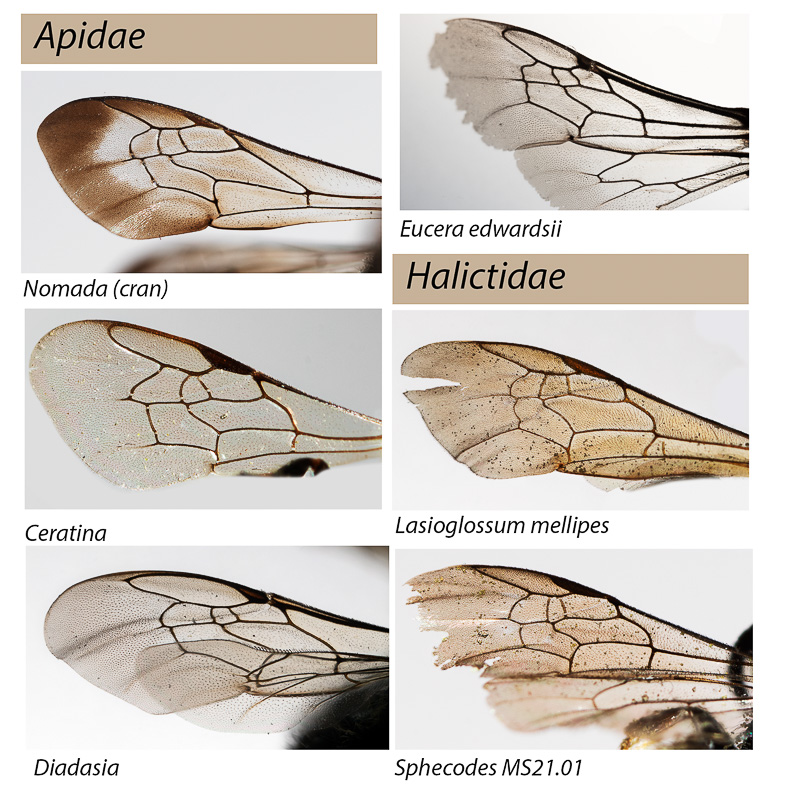 Apidae
Nomada (cran)
Ceratina
Diadasia
Eucera edwardsii
Halictidae
Lasioglossum mellipes
Sphecodes MS21.01